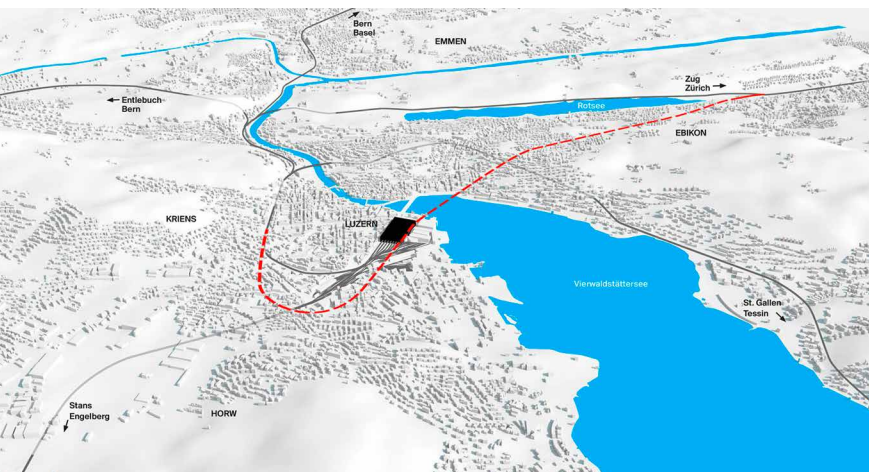 Bern
Basel
EMMEN
Zug
Zürich
Entlebuch
Bern
Rotsee
EBIKON
KRIENS
LUZERN
Vierwaldstättersee
St. Gallen
Tessin
Stans
Engelberg
HORW